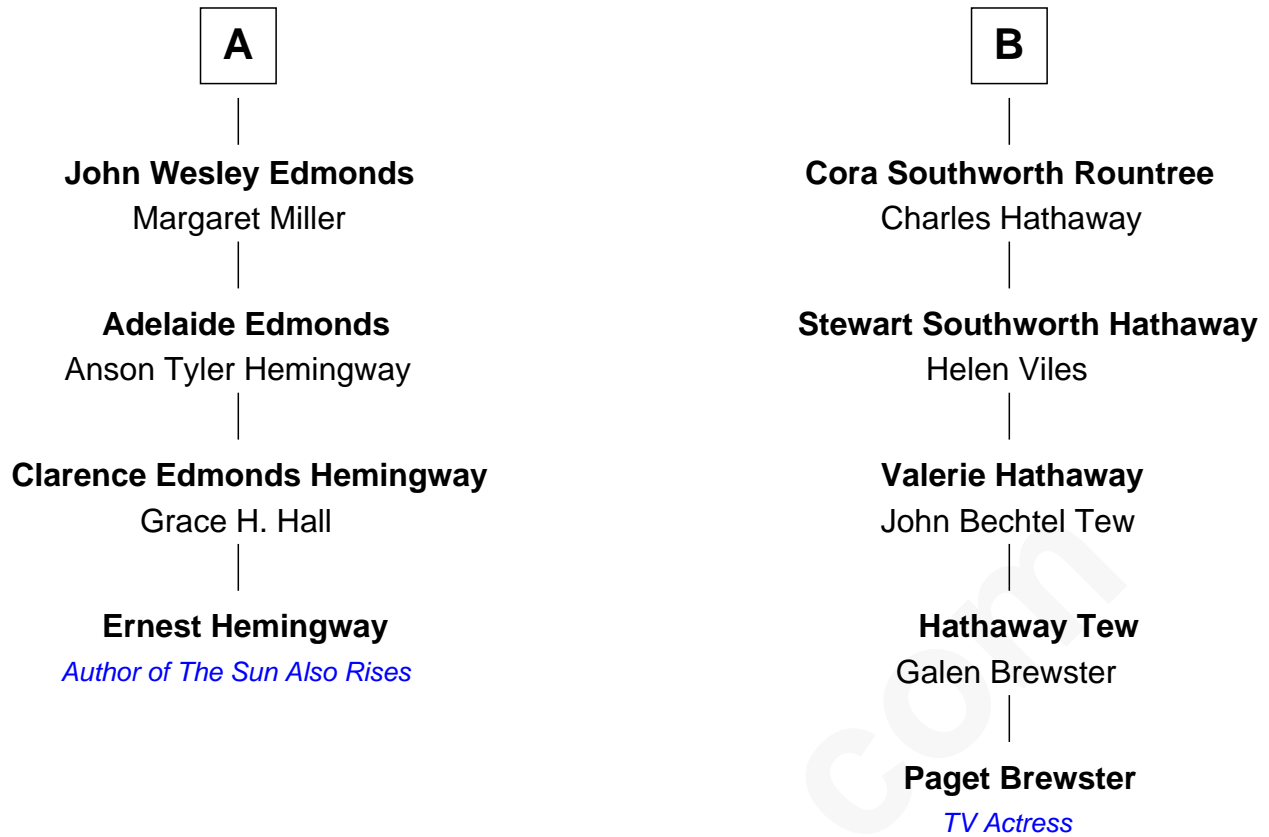 A
John Wesley Edmonds
Margaret Miller
Adelaide Edmonds
Anson Tyler Hemingway
Clarence Edmonds Hemingway
Grace H. Hall
Ernest Hemingway
Author of The Sun Also Rises
B
Cora Southworth Rountree
Charles Hathaway
Stewart Southworth Hathaway
Helen Viles
Valerie Hathaway
John Bechtel Tew
Hathaway Tew
Galen Brewster
Paget Brewster
TV Actress
com